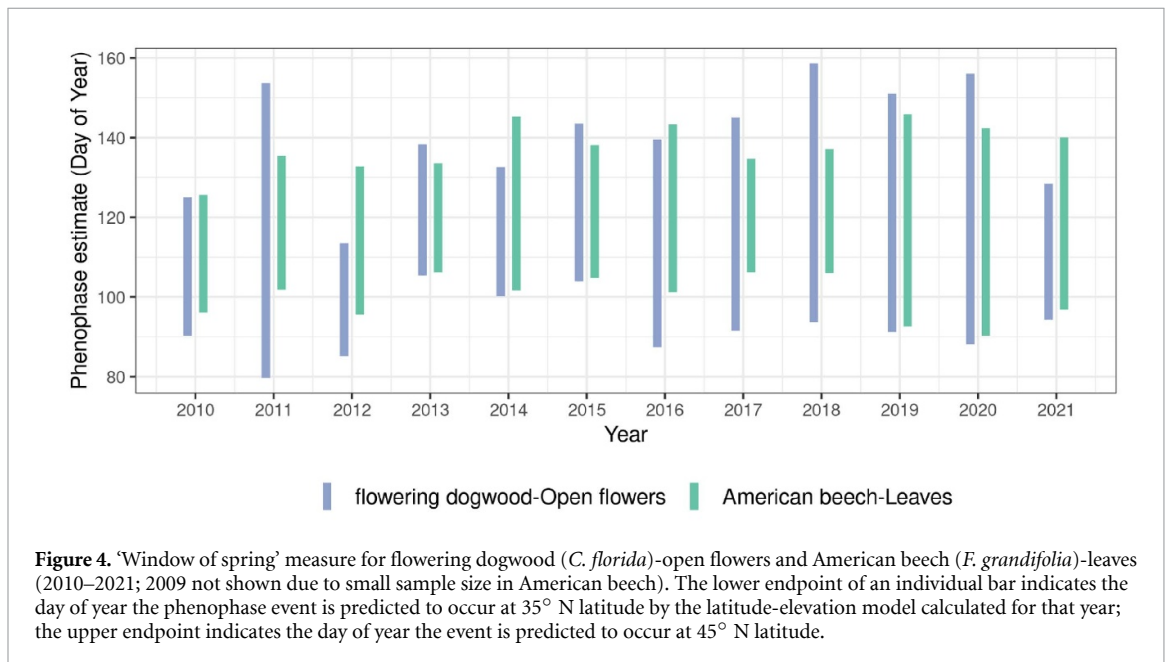 Phenophase estimate (Day of Year)
160
140
120
100
80
2010 2011 2012 2013 2014 2015 2016 2017 2018 2019 2020 2021
Year
flowering dogwood-Open flowers American beech-Leaves
Figure 4. ‘Window of spring’ measure for flowering dogwood (C. florida)-open flowers and American beech (F. grandifolia)-leaves
(2010–2021; 2009 not shown due to small sample size in American beech). The lower endpoint of an individual bar indicates the
day of year the phenophase event is predicted to occur at 35° N latitude by the latitude-elevation model calculated for that year;
the upper endpoint indicates the day of year the event is predicted to occur at 45° N latitude.